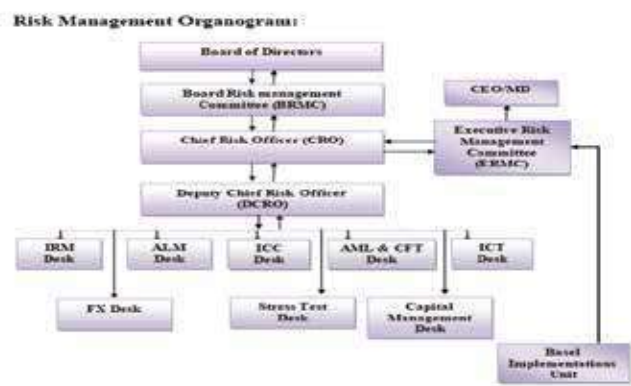 Risk Management Organogram:
Board of Directors
Board Risk management
Committee (BRMC)
CEO/MD
Chief Risk Officer (CRO)
Executive Risk
Management
Committee
(ERMC)
Deputy Chief Risk Officer
(DCRO)
IRM
Desk
ALM
Desk
ICC
Desk
AML & CFT
Desk
ICT
Desk
FX Desk
Stress Test
Desk
Capital
Management
Desk
Basel
Implementations
Unit